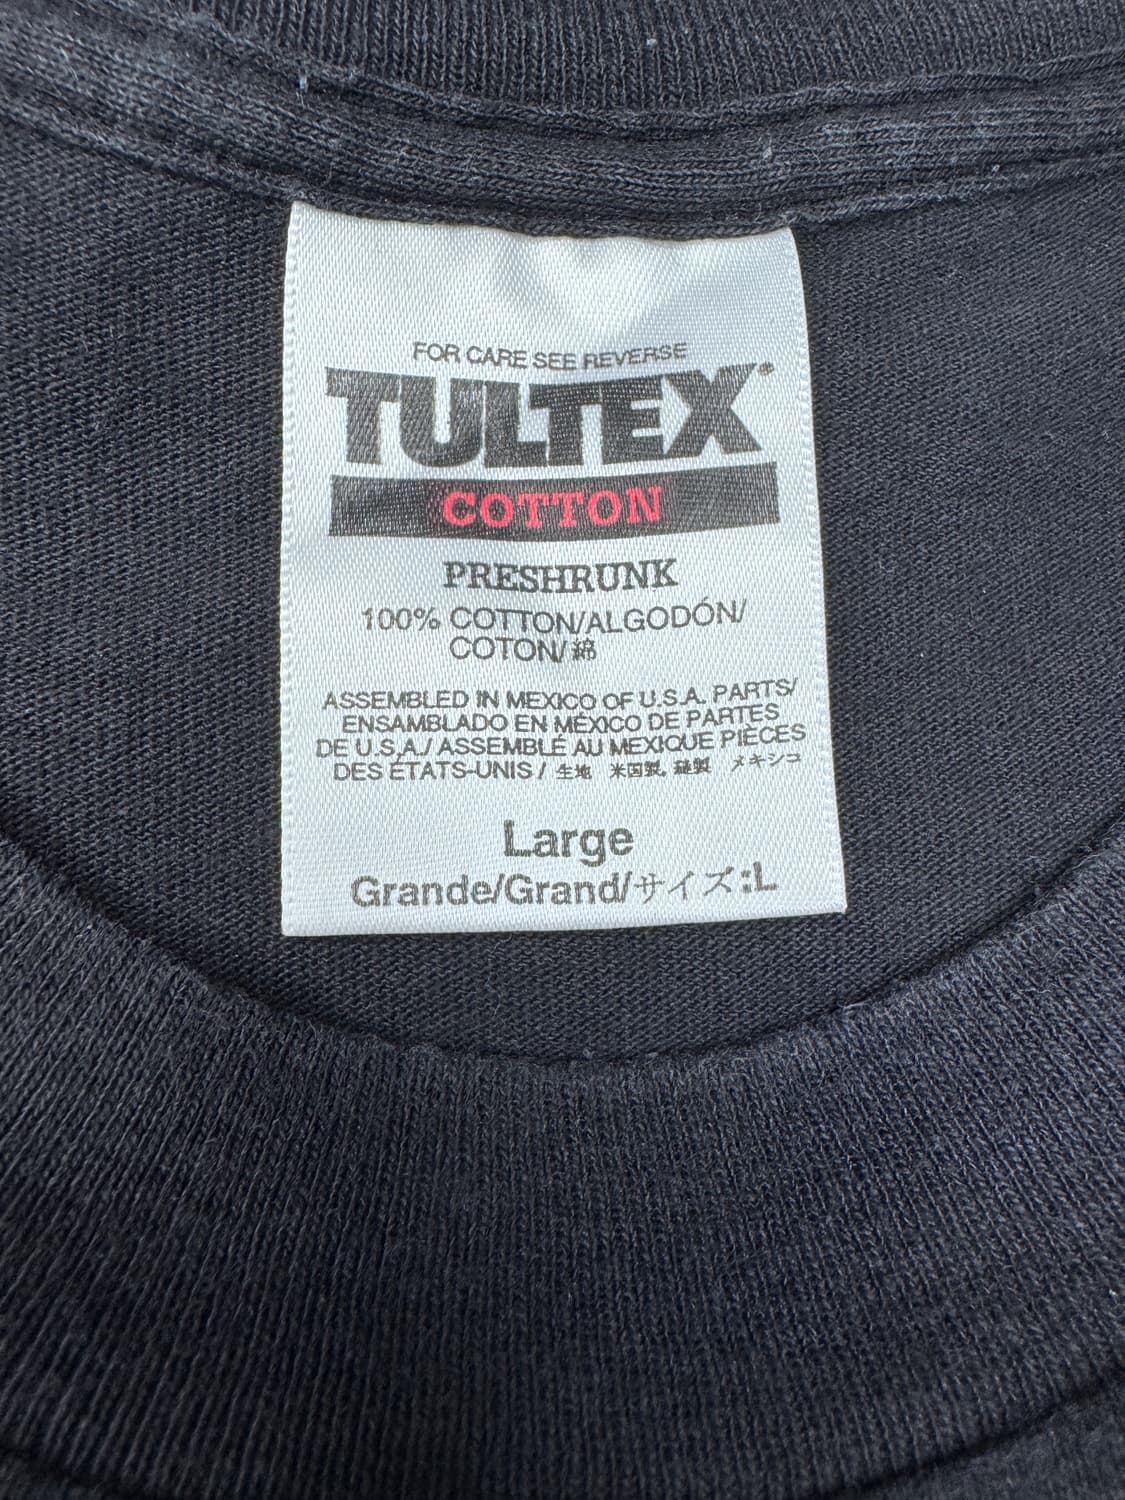 FOR CARE SEE REVERSE
TULTEX®
COTTON
PRESHRUNK
100% COTTON/ALGODÓN/
COTON/綿
ASSEMBLED IN MEXICO OF U.S.A. PARTS/
ENSAMBLADO EN MÉXICO DE PARTES
DE U.S.A./ ASSEMBLÉ AU MEXIQUE PIÈCES
DES ÉTATS-UNIS / 生地 米国製, 縫製 メキシコ
Large
Grande/Grand/サイズ:L